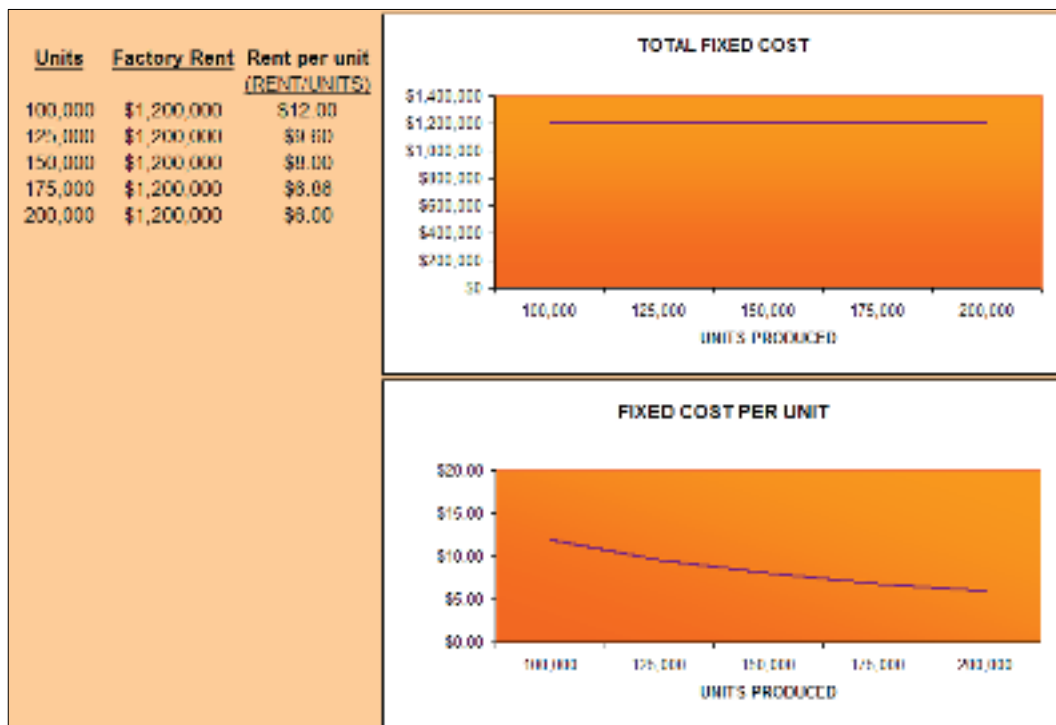 Units Factory Rent Rent per unit
(RENT/UNITS)
100,000 $1,200,000 $12.00
125,000 $1,200,000 $9.60
150,000 $1,200,000 $8.00
175,000 $1,200,000
200,000 $1,200,000 $6.00
TOTAL FIXED COST
$1,400,000
$1,200,000
$1,000,000
$800,000
$600,000
$400,000
$200,000
$0
100,000 125,000 150,000 175,000 200,000
UNITS PRODUCED
FIXED COST PER UNIT
$20.00
$15.00
$10.00
$5.00
$0.00
100,000 125,000 150,000 175,000 200,000
UNITS PRODUCED